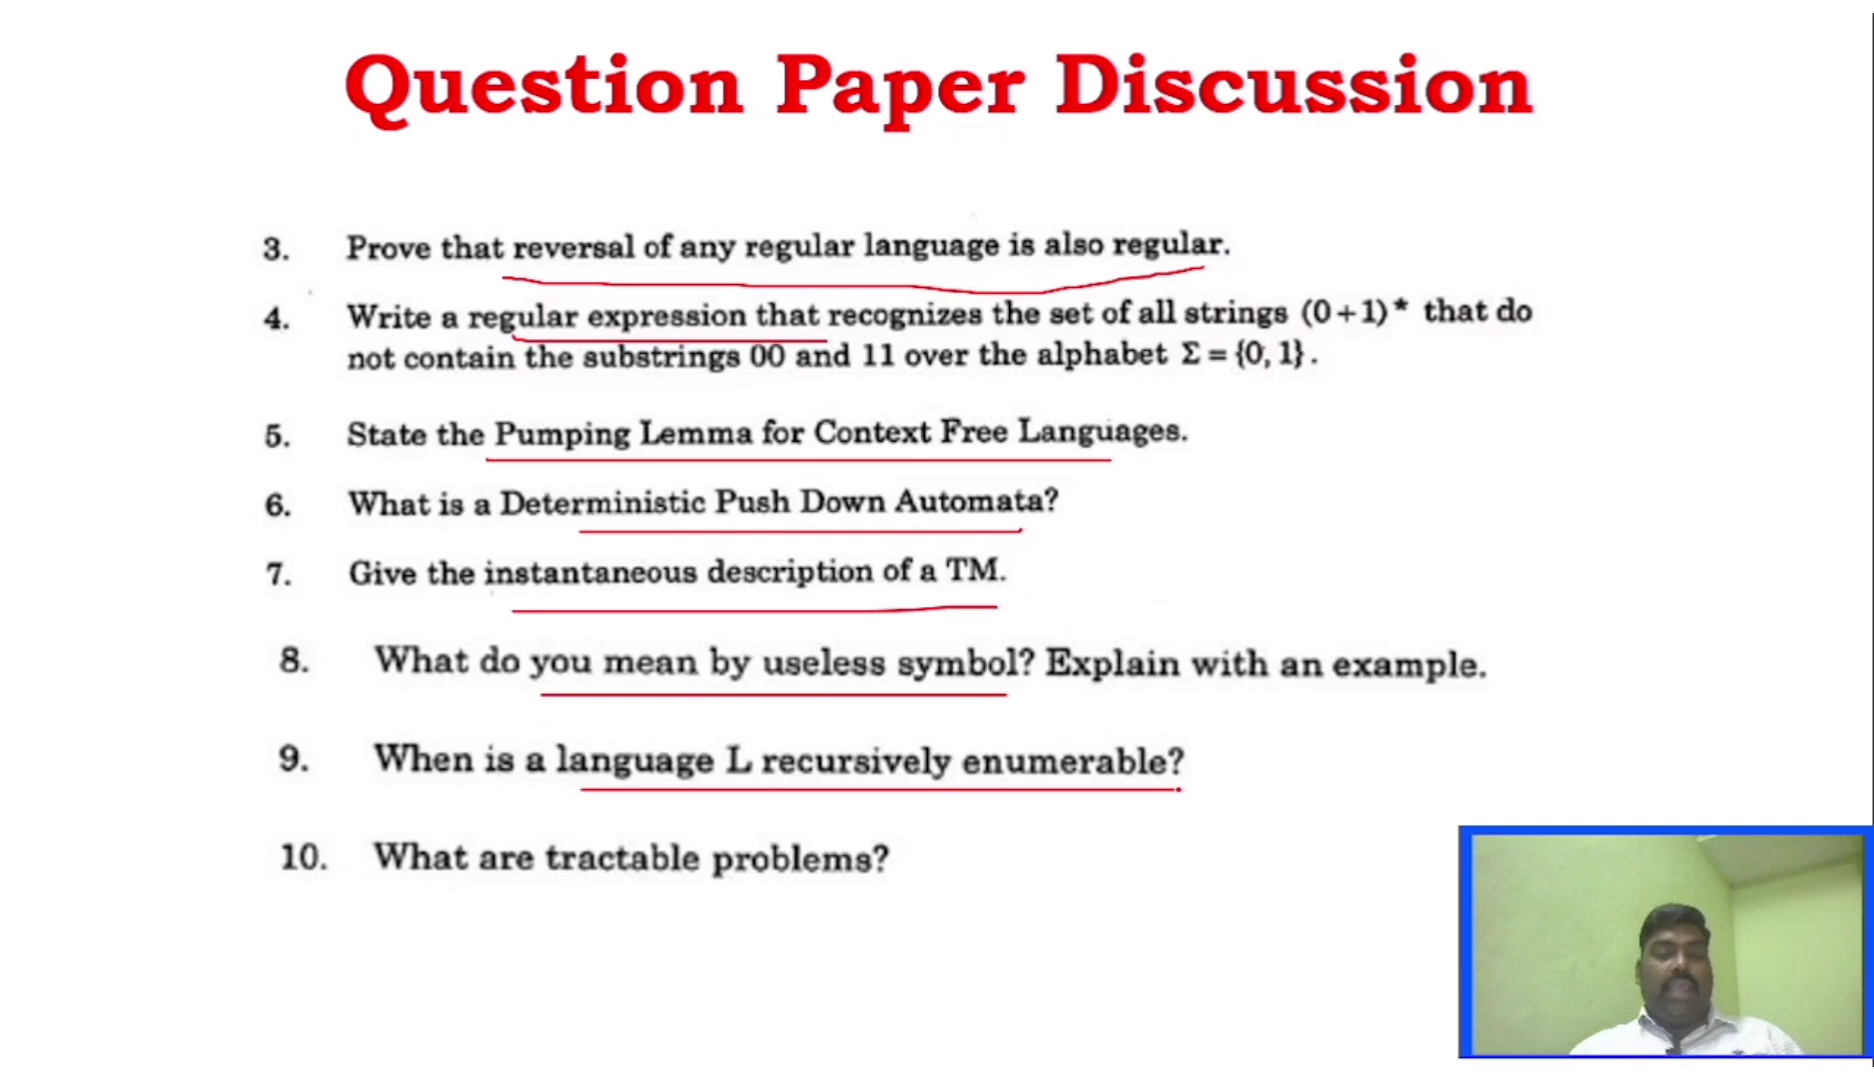 Question Paper Discussion
3. Prove that reversal of any regular language is also regular.
4. Write a regular expression that recognizes the set of all strings (0+1)* that do
not contain the substrings 00 and 11 over the alphabet Σ = {0, 1}.
5. State the Pumping Lemma for Context Free Languages.
6. What is a Deterministic Push Down Automata?
7. Give the instantaneous description of a TM.
8. What do you mean by useless symbol? Explain with an example.
9. When is a language L recursively enumerable?
10. What are tractable problems?